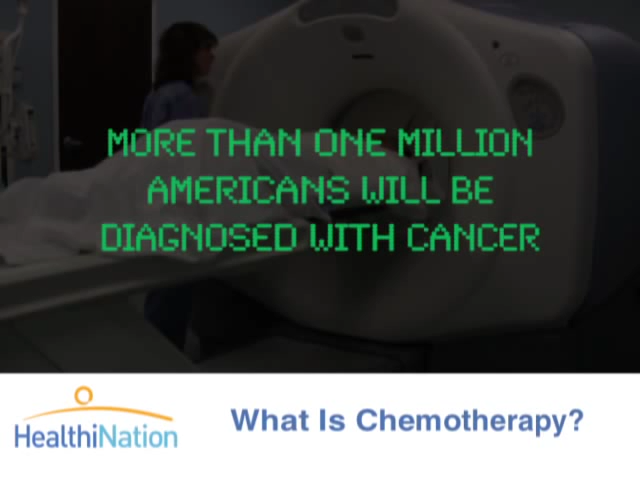 MORE THAN ONE MILLION
AMERICANS WILL BE
DIAGNOSED WITH CANCER
HealthiNation
What Is Chemotherapy?